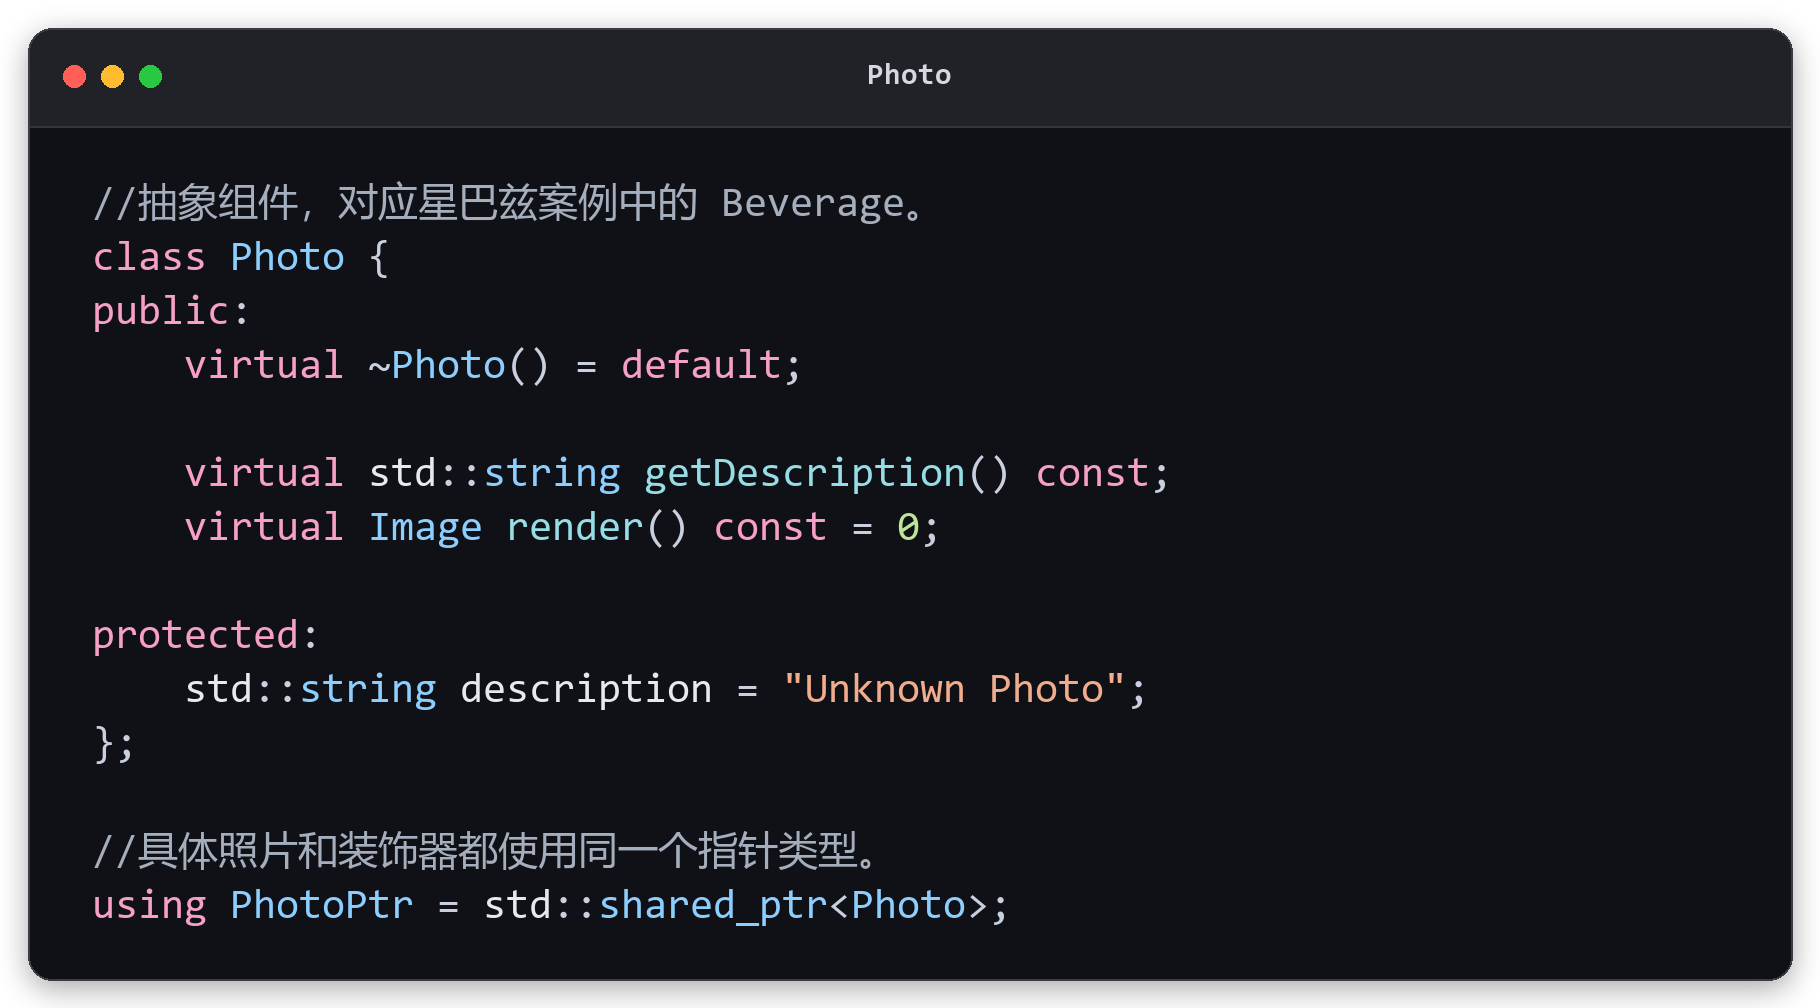 Photo
//抽象组件，对应星巴兹案例中的 Beverage。
class Photo {
public:
    virtual ~Photo() = default;
    virtual std::string getDescription() const;
    virtual Image render() const = 0;
protected:
    std::string description = "Unknown Photo";
};
//具体照片和装饰器都使用同一个指针类型。
using PhotoPtr = std::shared_ptr<Photo>;